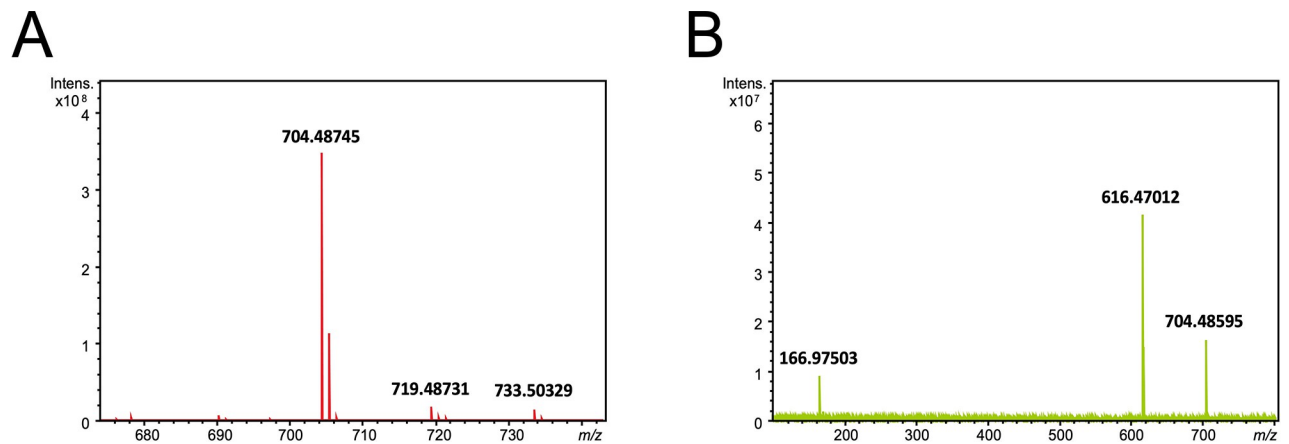 A
Intens.
x10⁸
4
3
2
1
0
704.48745
719.48731
733.50329
680 690 700 710 720 730 m/z
B
Intens.
x10⁷
6
5
4
3
2
1
0
616.47012
704.48595
166.97503
200 300 400 500 600 700 m/z